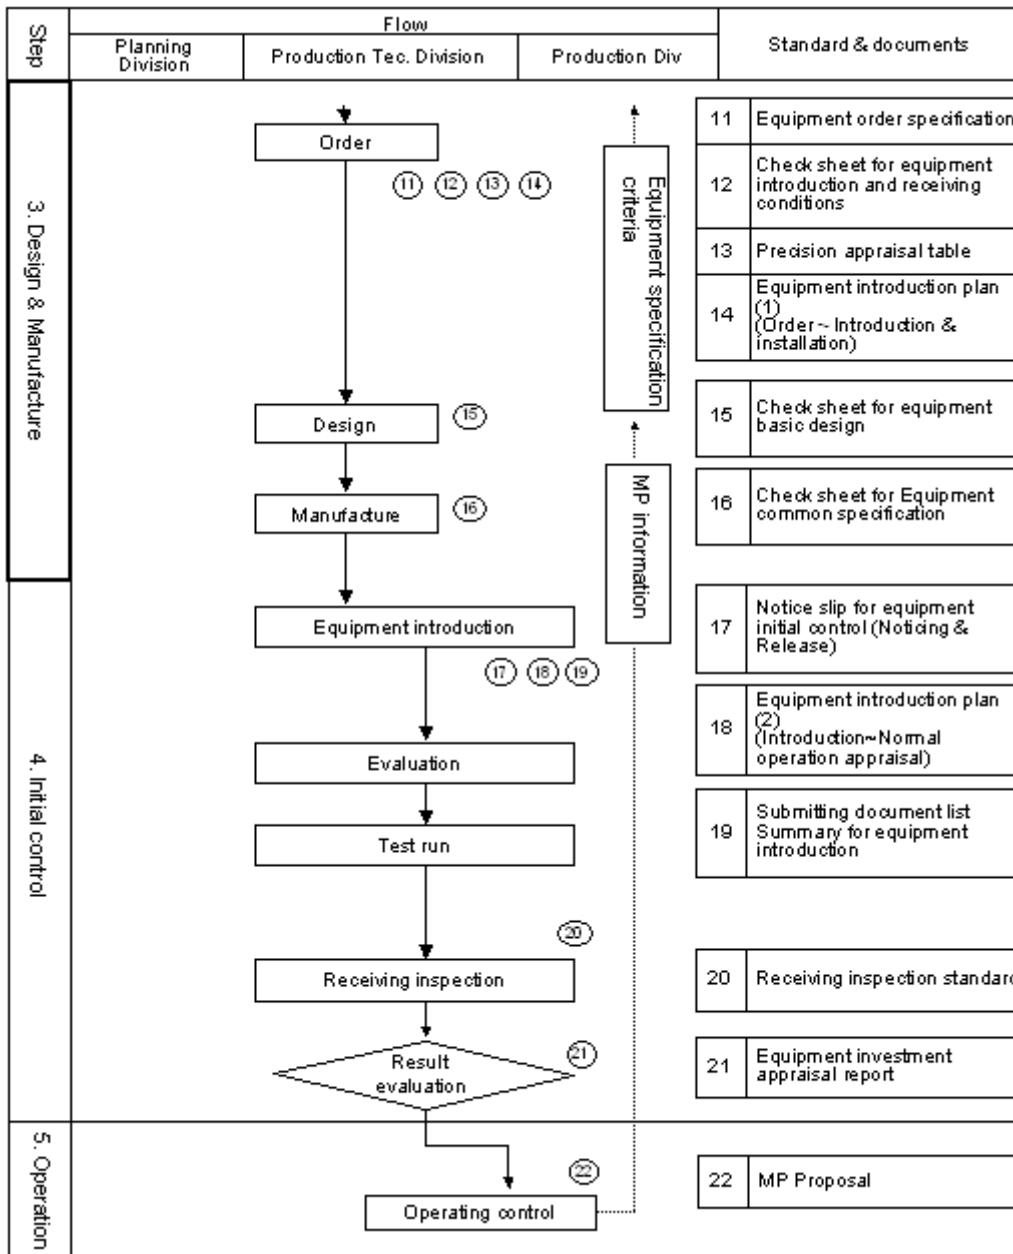 Step
Flow
Planning
Division
Production Tec. Division
Production Div
Standard & documents
3. Design & Manufacture
Order
11 12 13 14
Design
15
Manufacture
16
Equipment specification
criteria
MP information
11 Equipment order specification
12 Check sheet for equipment
introduction and receiving
conditions
13 Precision appraisal table
14 Equipment introduction plan
(1)
(Order~ Introduction &
installation)
15 Check sheet for equipment
basic design
16 Check sheet for Equipment
common specification
4. Initial control
Equipment introduction
17 18 19
Evaluation
Test run
20
Receiving inspection
Result
evaluation
21
17 Notice slip for equipment
initial control (Noticing &
Release)
18 Equipment introduction plan
(2)
(Introduction~Normal
operation appraisal)
19 Submitting document list
Summary for equipment
introduction
20 Receiving inspection standard
21 Equipment investment
appraisal report
5. Operation
22
Operating control
22 MP Proposal